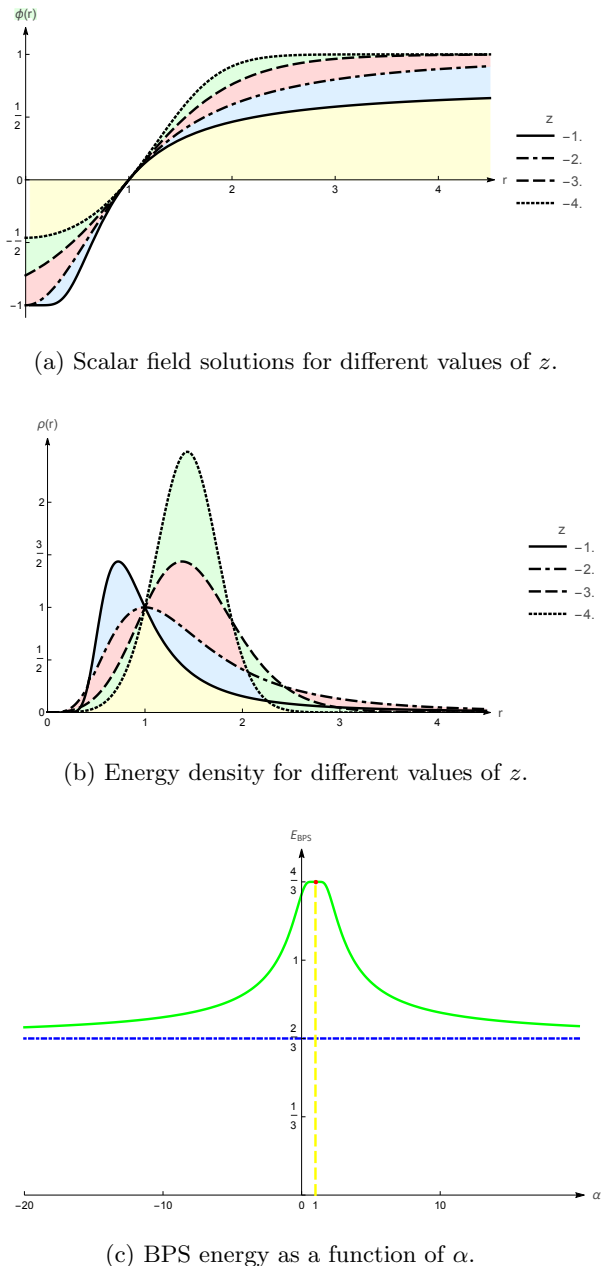 ϕ(r)
1
1/2
0
-1/2
-1
1 2 3 4 r
z
-1.
-2.
-3.
-4.
(a) Scalar field solutions for different values of z.
ρ(r)
2
3/2
1
1/2
0
0 1 2 3 4 r
z
-1.
-2.
-3.
-4.
(b) Energy density for different values of z.
E_BPS
4/3
1
2/3
1/3
-20 -10 0 1 10 α
(c) BPS energy as a function of α.